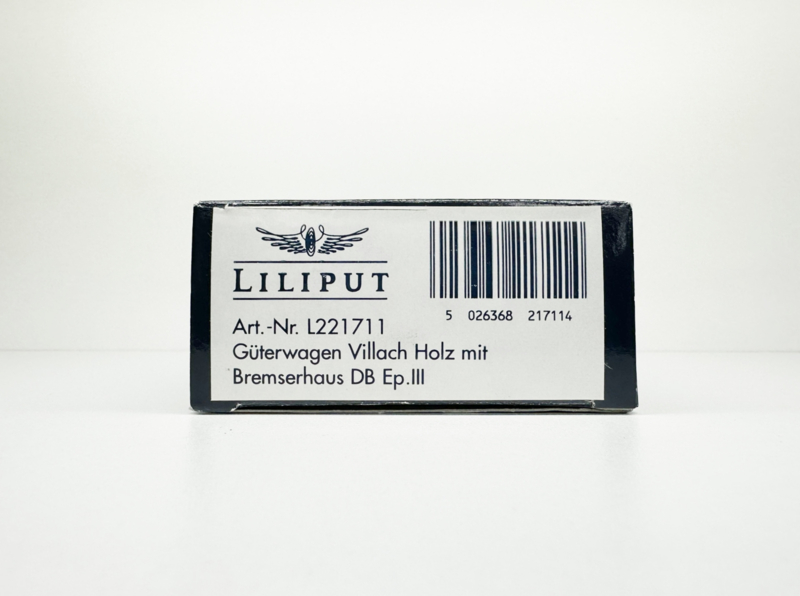 LILIPUT
Art.-Nr. L221711
Güterwagen Villach Holz mit
Bremserhaus DB Ep.III
5 026368 217114